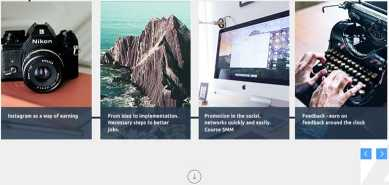 Nikon
Instagram as a way of earning
From idea to implementation.
Necessary steps to better
jobs.
Promotion in the social
networks quickly and easily.
Course SMM
Feedback - earn on
feedback around the clock